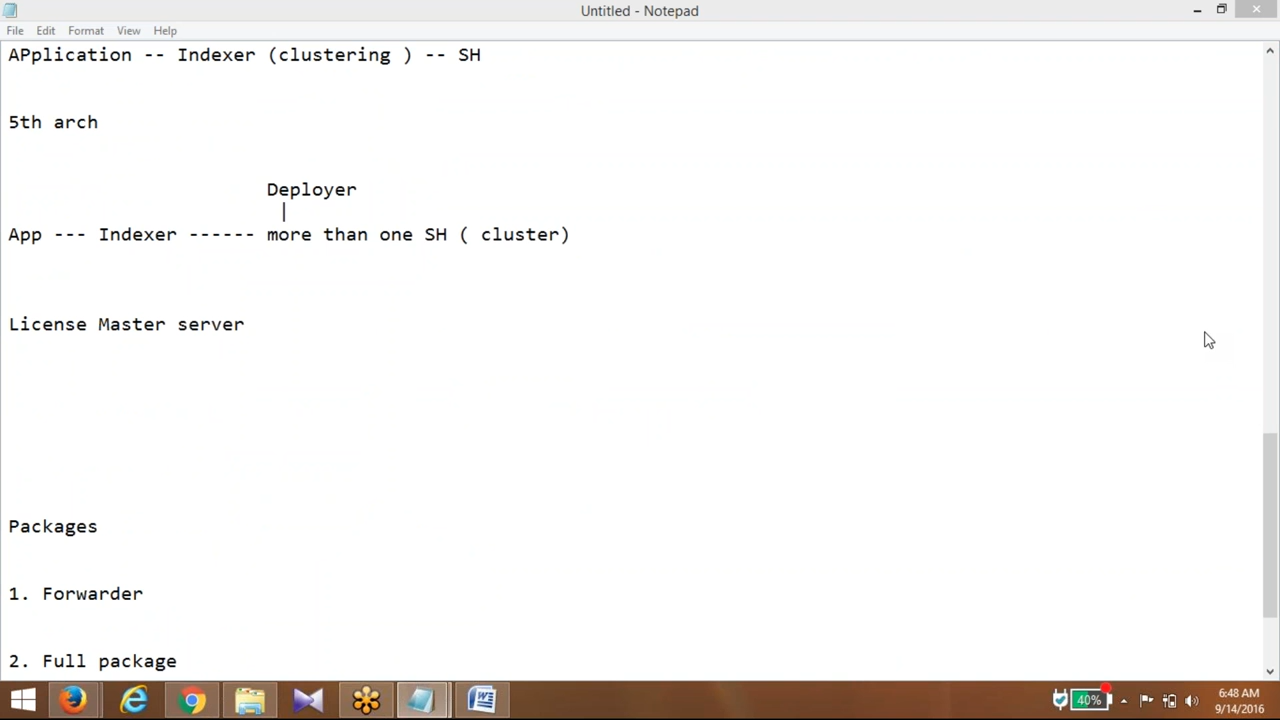 Untitled - Notepad
File Edit Format View Help
APplication -- Indexer (clustering ) -- SH
5th arch
Deployer
|
App --- Indexer ------ more than one SH ( cluster)
License Master server
Packages
1. Forwarder
2. Full package
40%
6:48 AM
9/14/2016